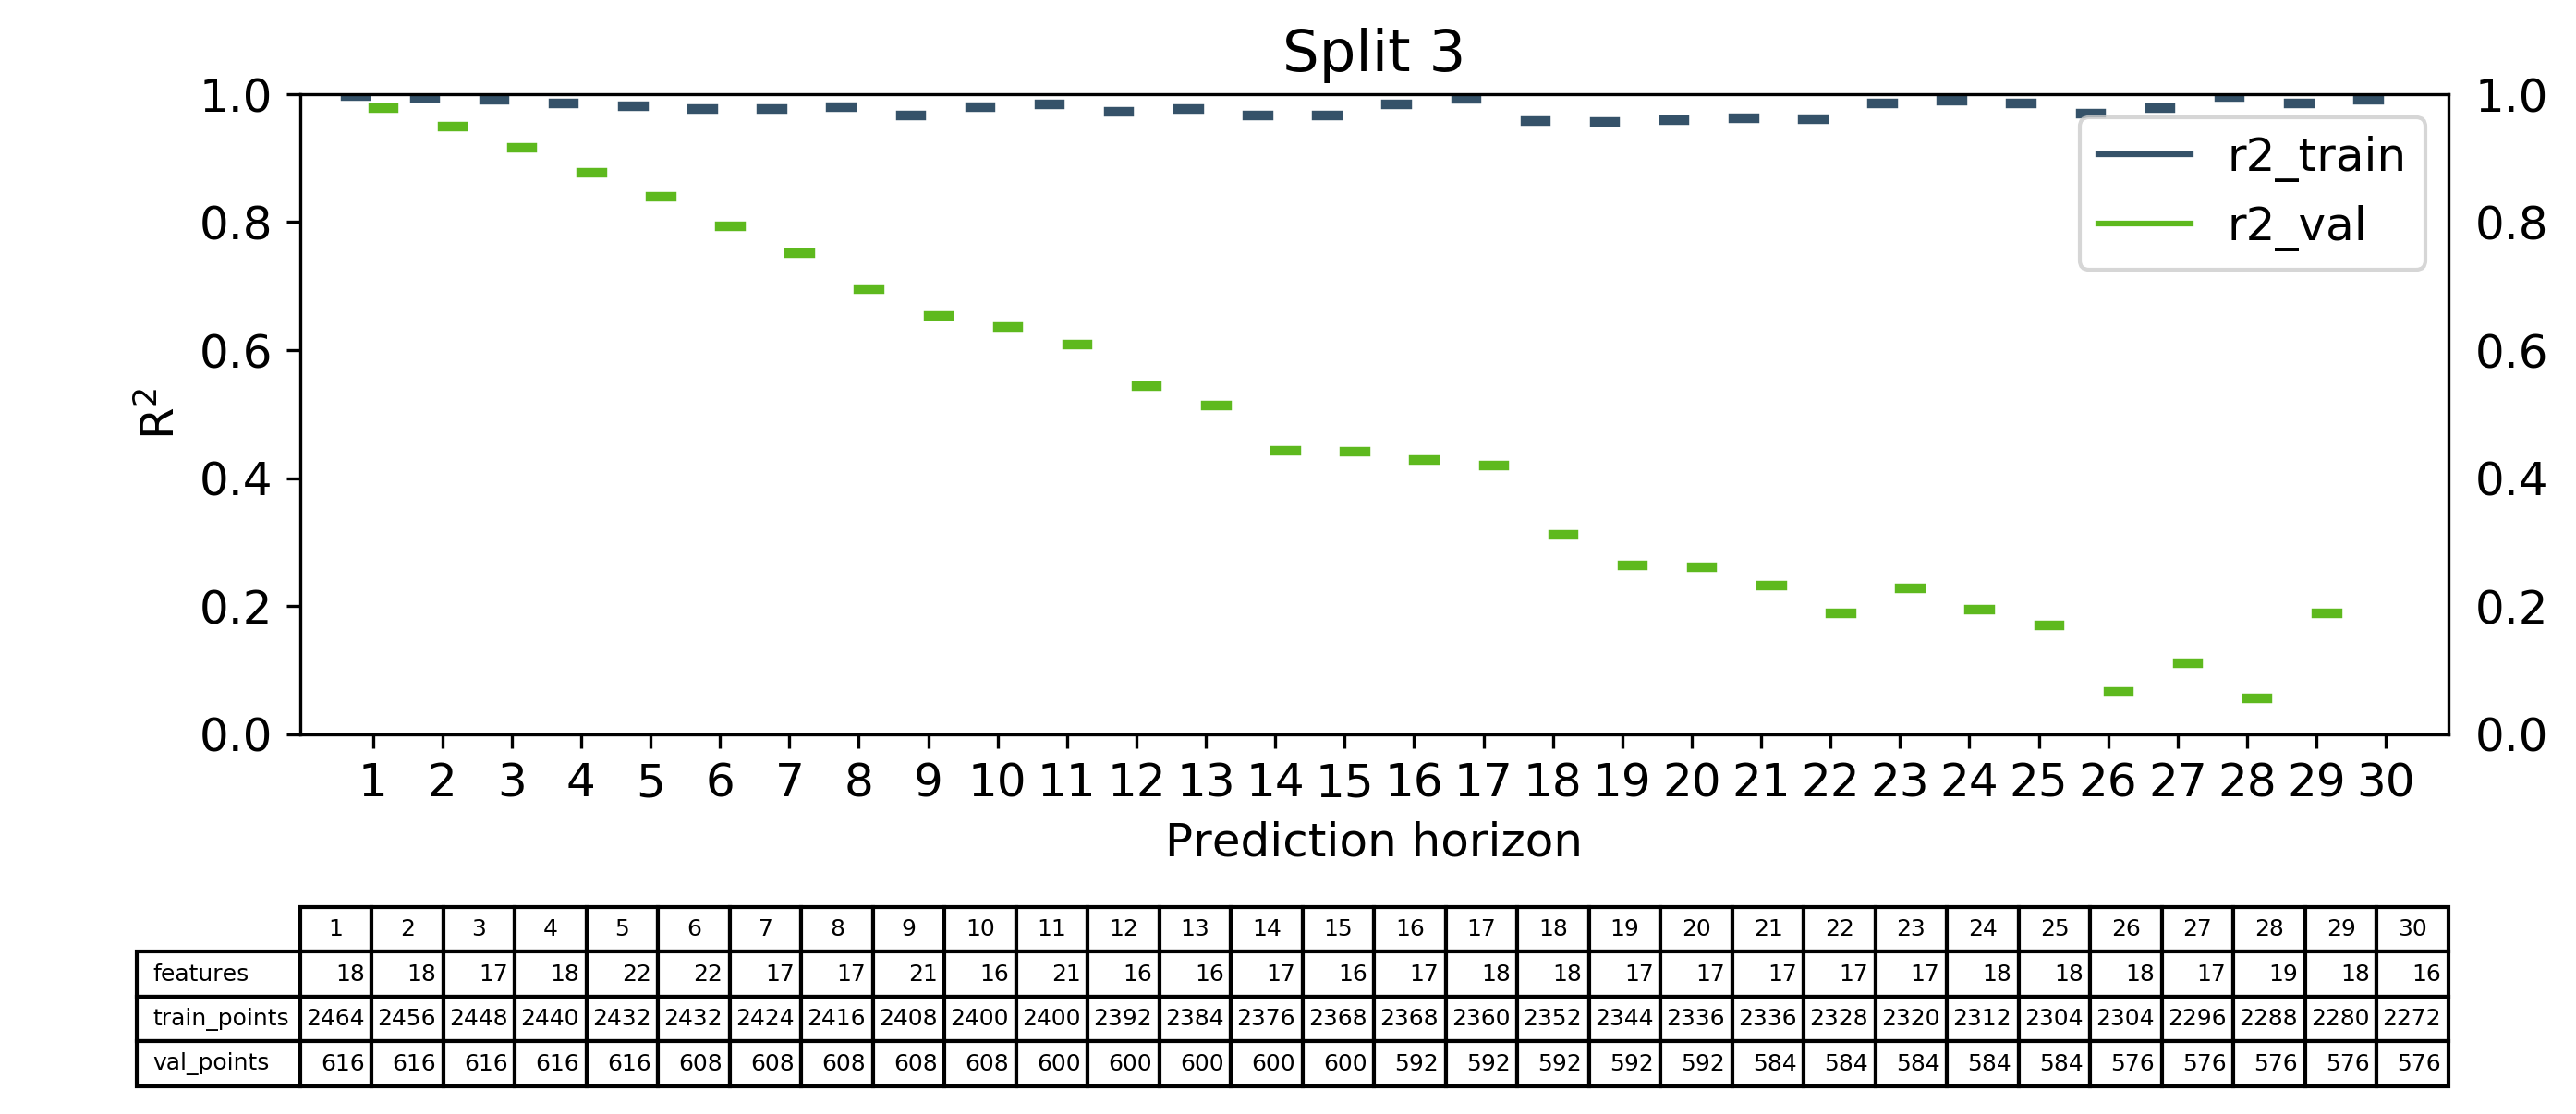 Split 3
1.0 1.0
r2_train
r2_val
0.8 0.8
0.6 0.6
R²
0.4 0.4
0.2 0.2
0.0 0.0
1 2 3 4 5 6 7 8 9 10 11 12 13 14 15 16 17 18 19 20 21 22 23 24 25 26 27 28 29 30
Prediction horizon
1 2 3 4 5 6 7 8 9 10 11 12 13 14 15 16 17 18 19 20 21 22 23 24 25 26 27 28 29 30
features 18 18 17 18 22 22 17 17 21 16 21 16 16 17 16 17 18 18 17 17 17 17 17 18 18 18 17 19 18 16
train_points 2464 2456 2448 2440 2432 2432 2424 2416 2408 2400 2400 2392 2384 2376 2368 2368 2360 2352 2344 2336 2336 2328 2320 2312 2304 2304 2296 2288 2280 2272
val_points 616 616 616 616 616 608 608 608 608 608 600 600 600 600 600 592 592 592 592 592 584 584 584 584 584 576 576 576 576 576